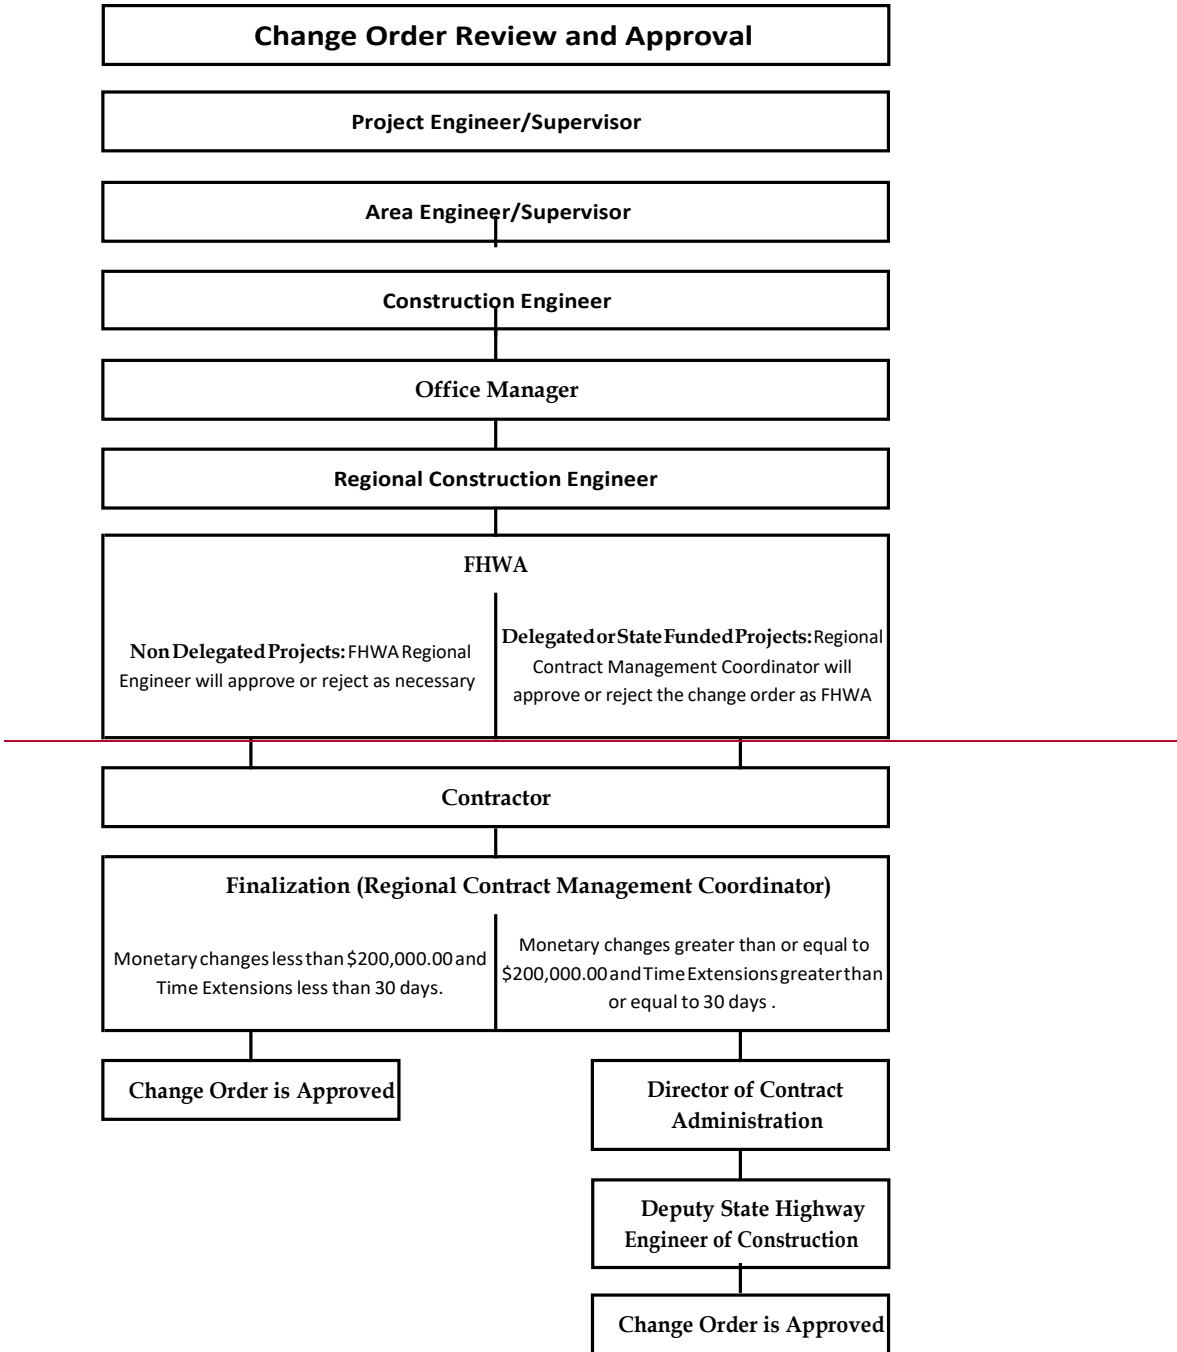 Change Order Review and Approval
Project Engineer/Supervisor
Area Engineer/Supervisor
Construction Engineer
Office Manager
Regional Construction Engineer
FHWA
Non Delegated Projects: FHWA Regional
Engineer will approve or reject as necessary
Delegated or State Funded Projects: Regional
Contract Management Coordinator will
approve or reject the change order as FHWA
Contractor
Finalization (Regional Contract Management Coordinator)
Monetary changes less than $200,000.00 and
Time Extensions less than 30 days.
Monetary changes greater than or equal to
$200,000.00 and Time Extensions greater than
or equal to 30 days .
Change Order is Approved
Director of Contract
Administration
Deputy State Highway
Engineer of Construction
Change Order is Approved